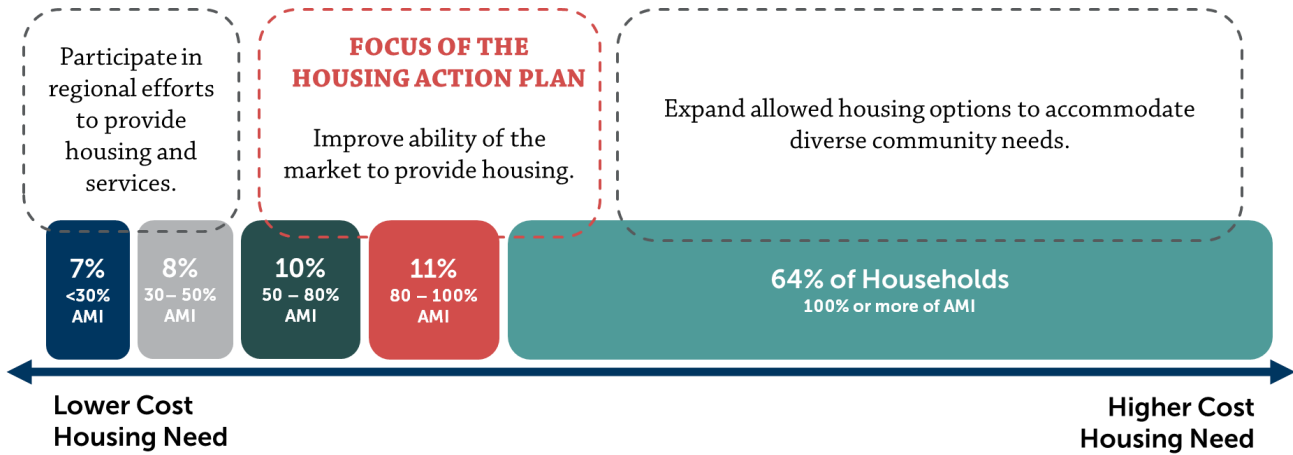 Participate in
regional efforts
to provide
housing and
services.
FOCUS OF THE
HOUSING ACTION PLAN
Improve ability of the
market to provide housing.
Expand allowed housing options to accommodate
diverse community needs.
7%
<30%
AMI
8%
30– 50%
AMI
10%
50 – 80%
AMI
11%
80 – 100%
AMI
64% of Households
100% or more of AMI
Lower Cost
Housing Need
Higher Cost
Housing Need